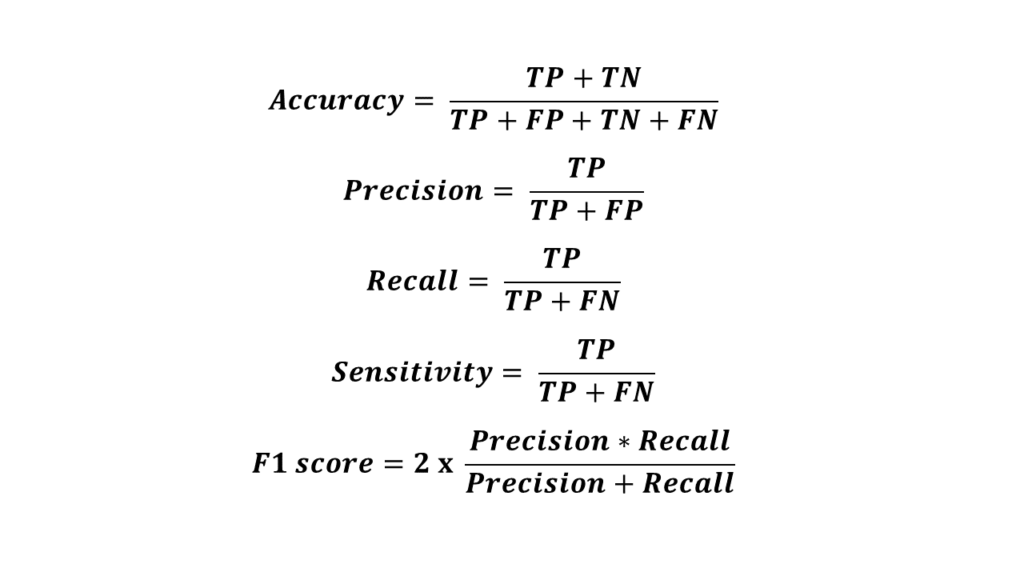 Accuracy = TP + TN / TP + FP + TN + FN
Precision = TP / TP + FP
Recall = TP / TP + FN
Sensitivity = TP / TP + FN
F1 score = 2 x Precision * Recall / Precision + Recall